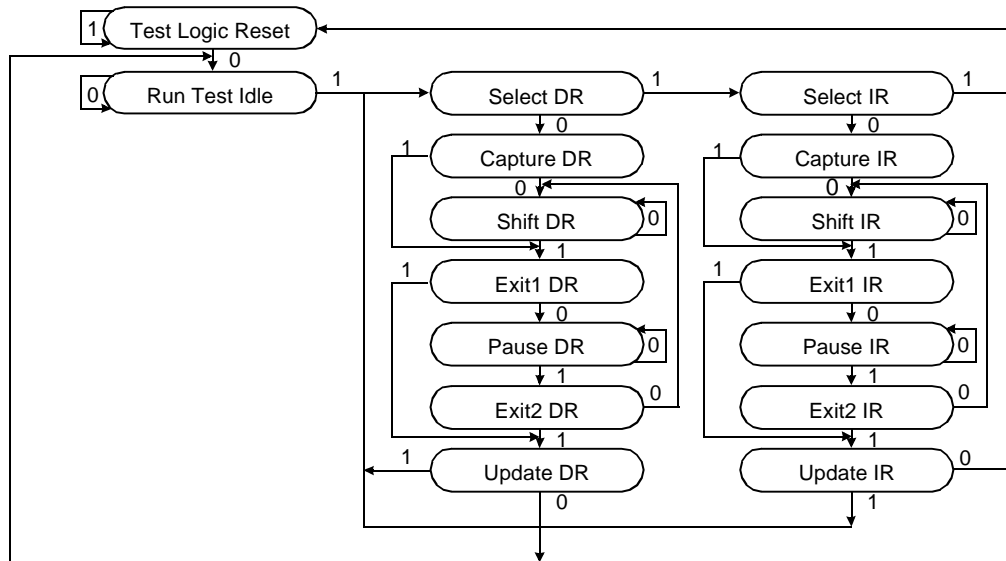 1 Test Logic Reset
0
0 Run Test Idle 1
Select DR 1
Select IR 1
0
0
1 Capture DR
1 Capture IR
0
0
Shift DR 0
Shift IR 0
1
1
1 Exit1 DR
1 Exit1 IR
0
0
Pause DR 0
Pause IR 0
1
1
Exit2 DR 0
Exit2 IR 0
1
1
1 Update DR
Update IR 0
0
1